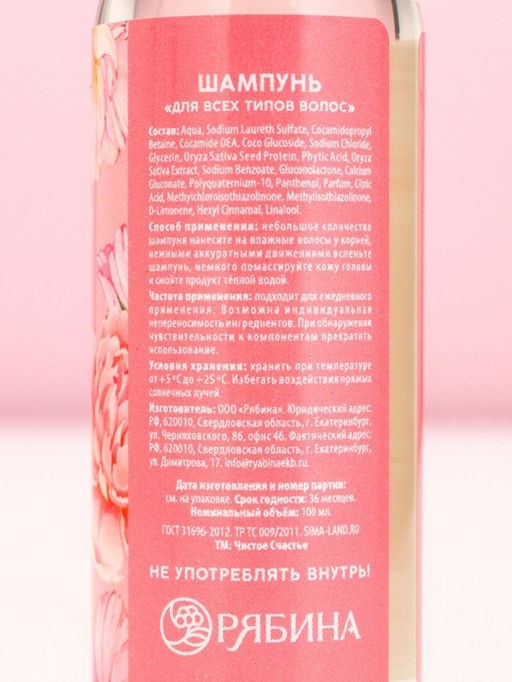 ШАМПУНЬ
«ДЛЯ ВСЕХ ТИПОВ ВОЛОС»
Состав: Aqua, Sodium Laureth Sulfate, Cocamidopropyl
Betaine, Cocamide DEA, Coco Glucoside, Sodium Chloride,
Glycerin, Oryza Sativa Seed Protein, Phytic Acid, Oryza
Sativa Extract, Sodium Benzoate, Gluconolactone, Calcium
Gluconate, Polyquaternium-10, Panthenol, Parfum, Citric
Acid, Methylchloroisothiazolinone, Methylisothiazolinone,
D-Limonene, Hexyl Cinnamal, Linalool.
Способ применения: небольшое количество
шампуня нанесите на влажные волосы у корней,
нежными аккуратными движениями вспеньте
шампунь, немного помассируйте кожу головы
и смойте продукт тёплой водой.
Частота применения: подходит для ежедневного
применения. Возможна индивидуальная
непереносимость ингредиентов. При обнаружении
чувствительности к компонентам прекратить
использование.
Условия хранения: хранить при температуре
от +5 °C до +25 °C. Избегать воздействия прямых
солнечных лучей.
Изготовитель: ООО «Рябина». Юридический адрес:
РФ, 620010, Свердловская область, г. Екатеринбург,
ул. Черняховского, 86, офис 46. Фактический адрес:
РФ, 620010, Свердловская область, г. Екатеринбург,
ул. Димитрова, 17. info@ryabinaekb.ru
Дата изготовления и номер партии:
см. на упаковке. Срок годности: 36 месяцев.
Номинальный объём: 100 мл.
ГОСТ 31696-2012. ТР ТС 009/2011. SIMA-LAND.RU
ТМ: Чистое Счастье
НЕ УПОТРЕБЛЯТЬ ВНУТРЬ!
РЯБИНА